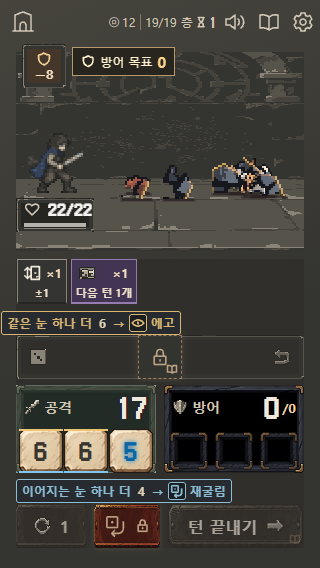 12 19/19 층 1
-8
방어 목표 0
22/22
×1
±1
×1
다음 턴 1개
같은 눈 하나 더 6 → 예고
공격 17
방어 0/0
6 6 5
이어지는 눈 하나 더 4 → 재굴림
1
턴 끝내기 →